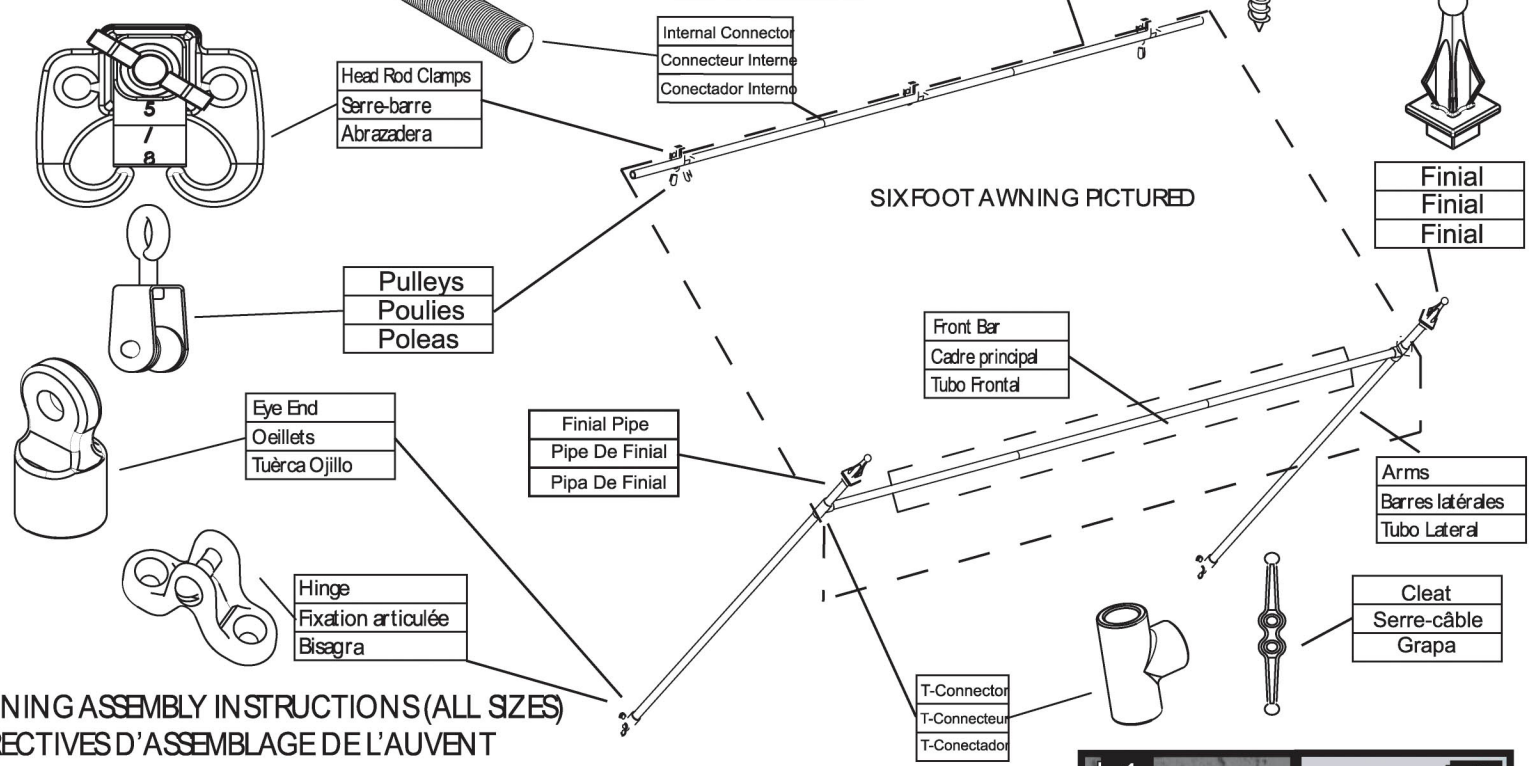 Internal Connector
Connecteur Interne
Conectador Interno
Head Rod Clamps
Serre-barre
Abrazadera
5
/
8
SIX FOOT AWNING PICTURED
Finial
Finial
Finial
Pulleys
Poulies
Poleas
Front Bar
Cadre principal
Tubo Frontal
Eye End
Oeillets
Tuèrca Ojillo
Finial Pipe
Pipe De Finial
Pipa De Finial
Arms
Barres latérales
Tubo Lateral
Hinge
Fixation articulée
Bisagra
Cleat
Serre-câble
Grapa
T-Connector
T-Connecteur
T-Conectador
NING ASSEMBLY INSTRUCTIONS (ALL SIZES)
ECTIVES D'ASSEMBLAGE DE L'AUVENT